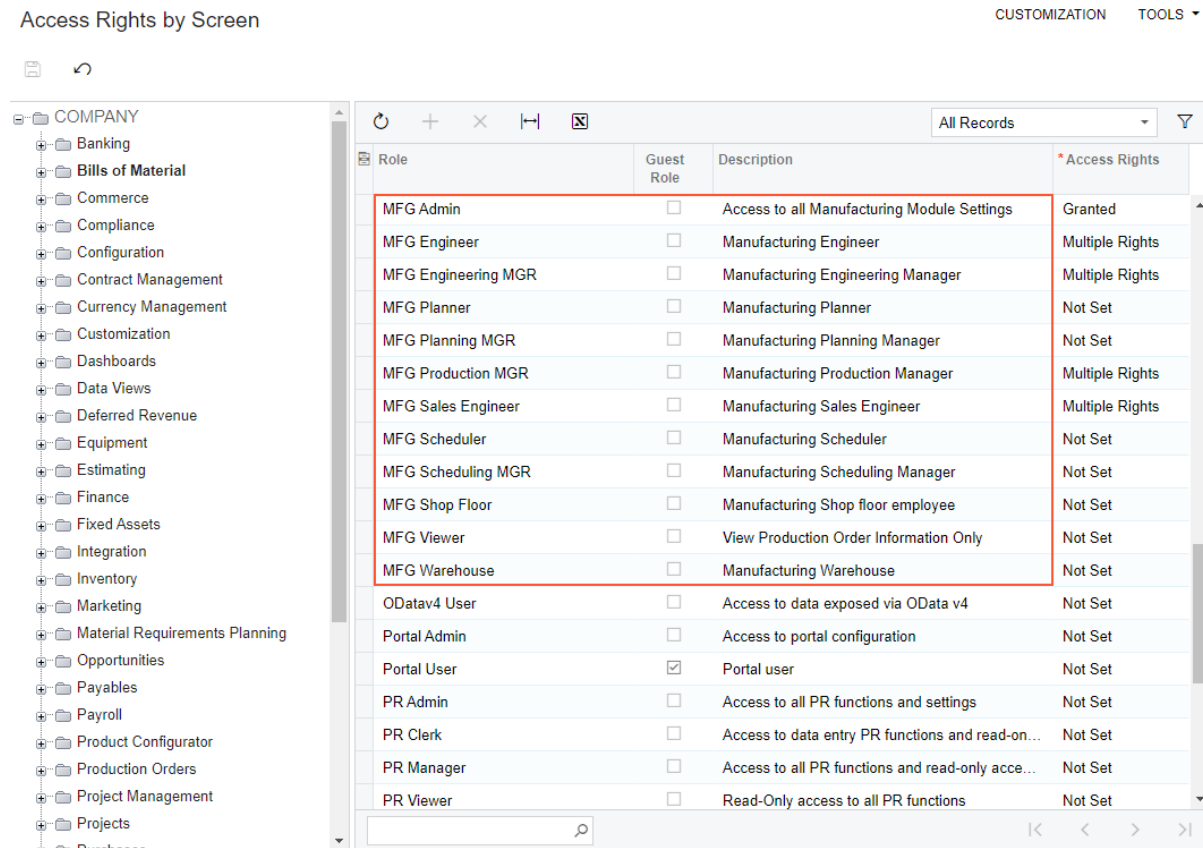 Access Rights by Screen
CUSTOMIZATION TOOLS
COMPANY
Banking
Bills of Material
Commerce
Compliance
Configuration
Contract Management
Currency Management
Customization
Dashboards
Data Views
Deferred Revenue
Equipment
Estimating
Finance
Fixed Assets
Integration
Inventory
Marketing
Material Requirements Planning
Opportunities
Payables
Payroll
Product Configurator
Production Orders
Project Management
Projects
All Records
Role Guest Role Description * Access Rights
MFG Admin Access to all Manufacturing Module Settings Granted
MFG Engineer Manufacturing Engineer Multiple Rights
MFG Engineering MGR Manufacturing Engineering Manager Multiple Rights
MFG Planner Manufacturing Planner Not Set
MFG Planning MGR Manufacturing Planning Manager Not Set
MFG Production MGR Manufacturing Production Manager Multiple Rights
MFG Sales Engineer Manufacturing Sales Engineer Multiple Rights
MFG Scheduler Manufacturing Scheduler Not Set
MFG Scheduling MGR Manufacturing Scheduling Manager Not Set
MFG Shop Floor Manufacturing Shop floor employee Not Set
MFG Viewer View Production Order Information Only Not Set
MFG Warehouse Manufacturing Warehouse Not Set
ODatav4 User Access to data exposed via OData v4 Not Set
Portal Admin Access to portal configuration Not Set
Portal User Portal user Not Set
PR Admin Access to all PR functions and settings Not Set
PR Clerk Access to data entry PR functions and read-on... Not Set
PR Manager Access to all PR functions and read-only acce... Not Set
PR Viewer Read-Only access to all PR functions Not Set